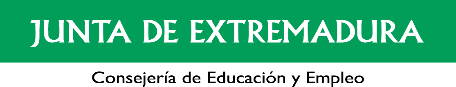 JUNTA DE EXTREMADURA
Consejería de Educación y Empleo